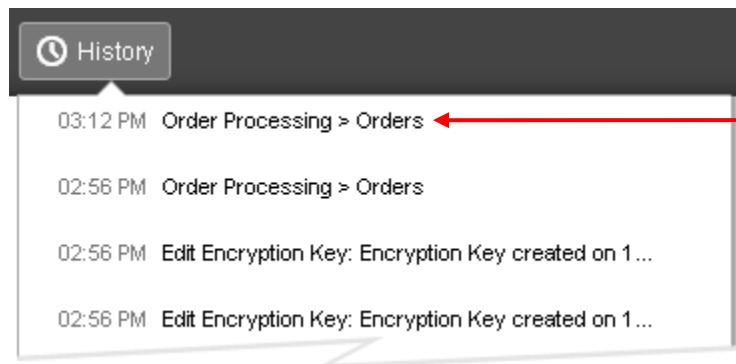 History
03:12 PM Order Processing > Orders
02:56 PM Order Processing > Orders
02:56 PM Edit Encryption Key: Encryption Key created on 1...
02:56 PM Edit Encryption Key: Encryption Key created on 1...